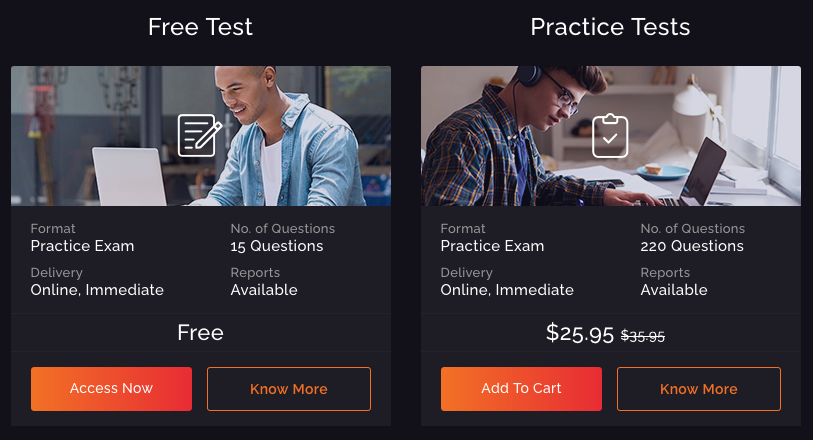 Free Test
Format
Practice Exam
No. of Questions
15 Questions
Delivery
Online, Immediate
Reports
Available
Free
Access Now
Know More
Practice Tests
Format
Practice Exam
No. of Questions
220 Questions
Delivery
Online, Immediate
Reports
Available
$25.95 $35.95
Add To Cart
Know More